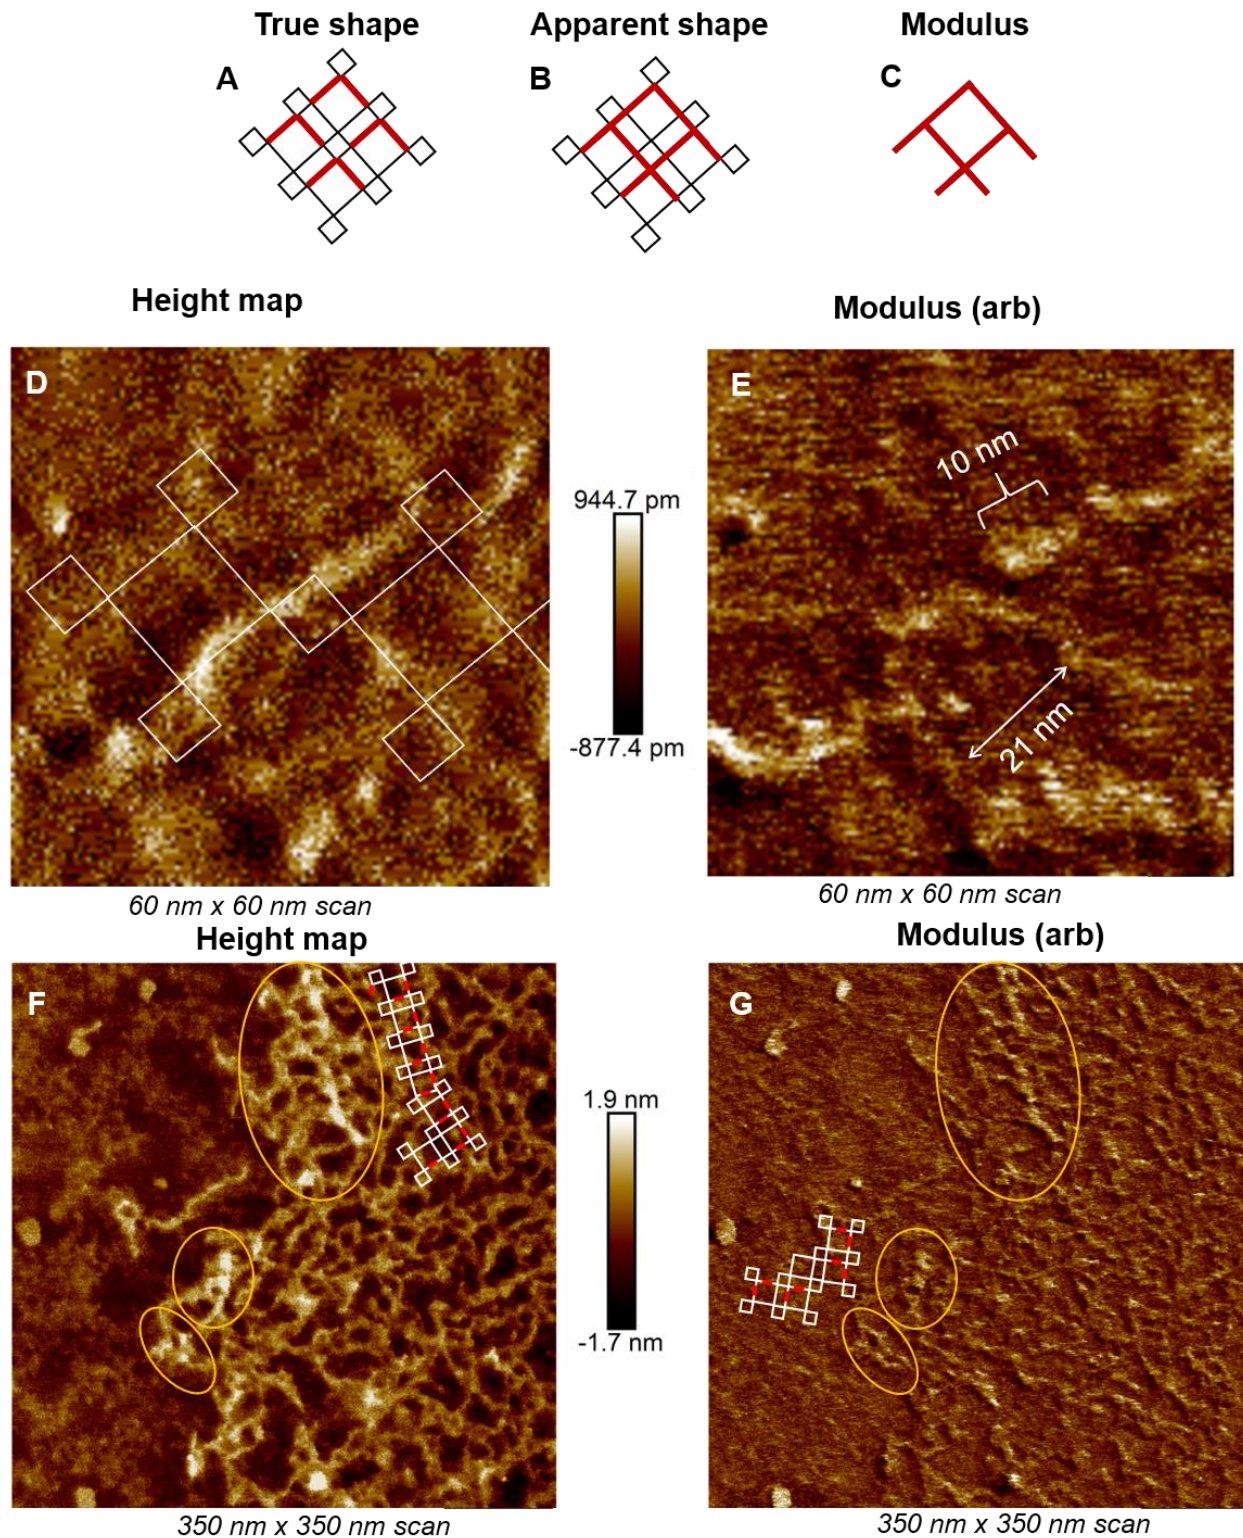 True shape
Apparent shape
Modulus
A
B
C
Height map
Modulus (arb)
D
E
10 nm
944.7 pm
-877.4 pm
21 nm
60 nm x 60 nm scan
60 nm x 60 nm scan
Height map
Modulus (arb)
F
G
1.9 nm
-1.7 nm
350 nm x 350 nm scan
350 nm x 350 nm scan